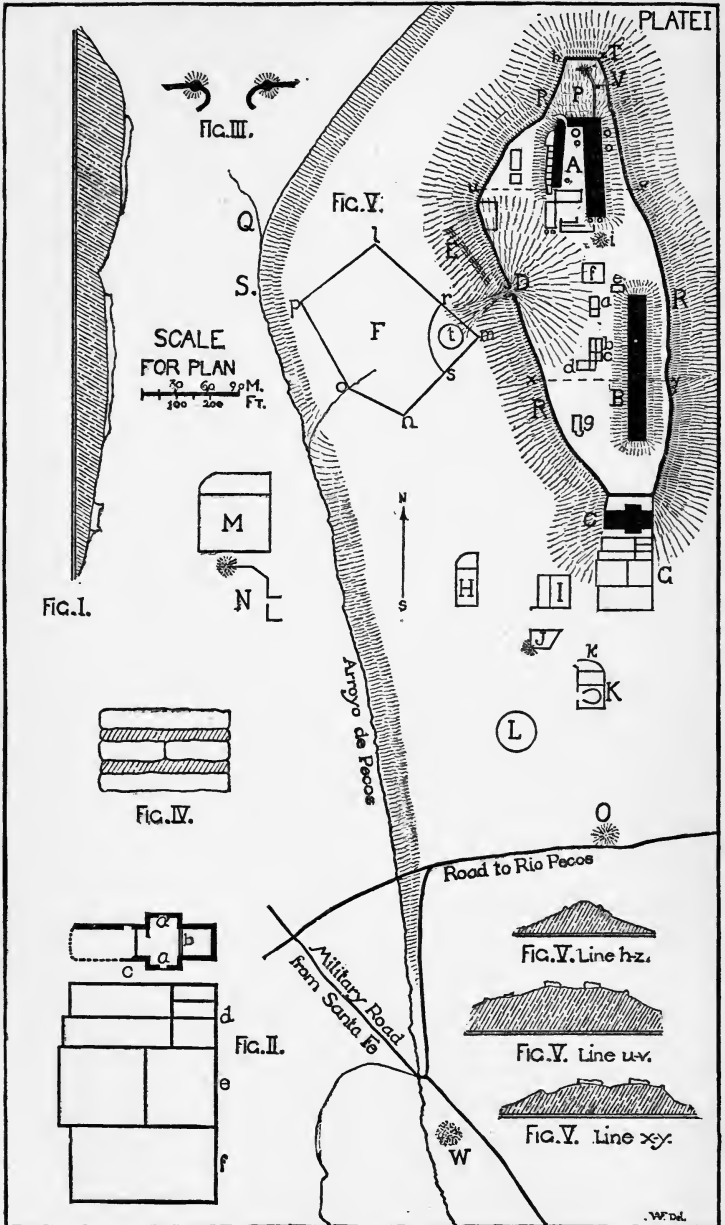 PLATE I
FIG. III.
h
T
V
P
R
A
Q
FIG. V.
u
v
l
E
i
S.
D
f
e
p
r
a
R
F
t
m
SCALE
FOR PLAN
30 60 90 M.
100 200 FT.
s
b
c
d
o
x
B
y
R
n
g
M
N
C
G
H
I
N
S
FIG. I.
J
k
K
L
Arroyo de Pecos
FIG. IV.
O
Road to Rio Pecos
a
b
a
c
FIG. V. Line h-z.
Military Road
from Santa Fé
d
FIG. II.
e
FIG. V. Line u-v.
f
FIG. V. Line x-y.
W
W. Del.